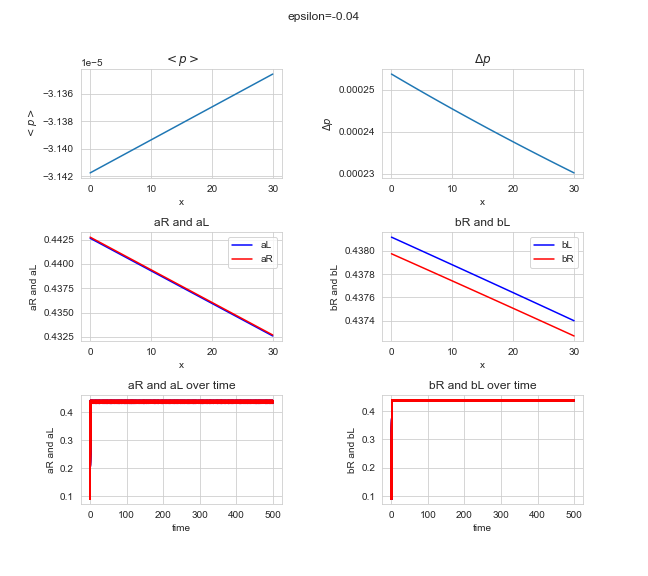 epsilon=-0.04
<p>
Δp
1e−5
−3.136
−3.138
−3.140
−3.142
<p>
0 10 20 30
x
0.00025
0.00024
0.00023
Δp
0 10 20 30
x
aR and aL
bR and bL
0.4425
0.4400
0.4375
0.4350
0.4325
aR and aL
aL
aR
0 10 20 30
x
0.4380
0.4378
0.4376
0.4374
bR and bL
bL
bR
0 10 20 30
x
aR and aL over time
bR and bL over time
0.4
0.3
0.2
0.1
aR and aL
0 100 200 300 400 500
time
0.4
0.3
0.2
0.1
bR and bL
0 100 200 300 400 500
time